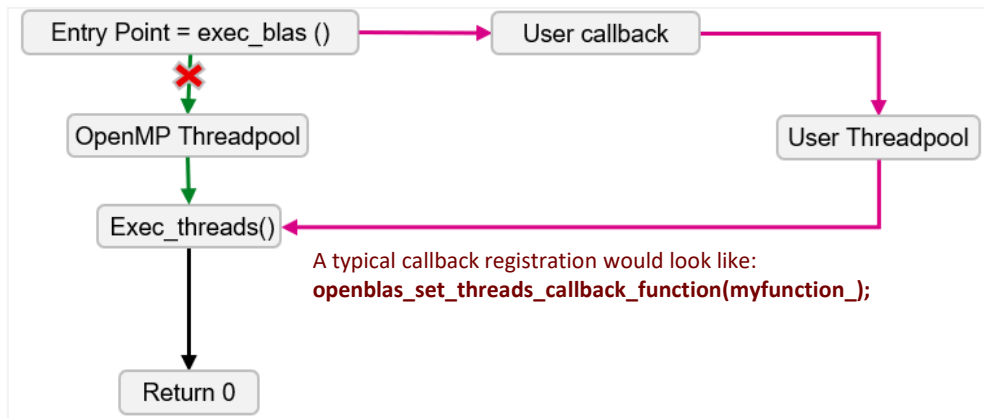 Entry Point = exec_blas ()
User callback
OpenMP Threadpool
User Threadpool
Exec_threads()
A typical callback registration would look like:
openblas_set_threads_callback_function(myfunction_);
Return 0